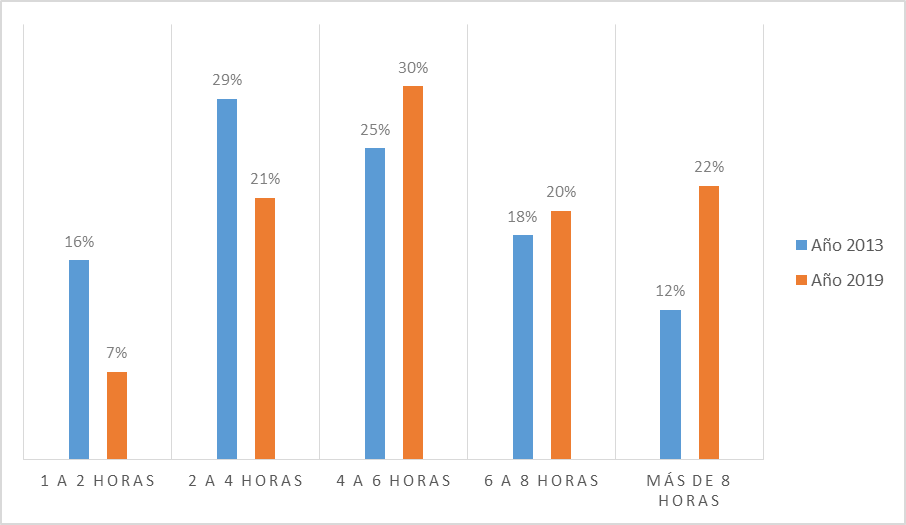 16%
7%
29%
21%
25%
30%
18%
20%
12%
22%
1 A 2 HORAS
2 A 4 HORAS
4 A 6 HORAS
6 A 8 HORAS
MÁS DE 8
HORAS
Año 2013
Año 2019